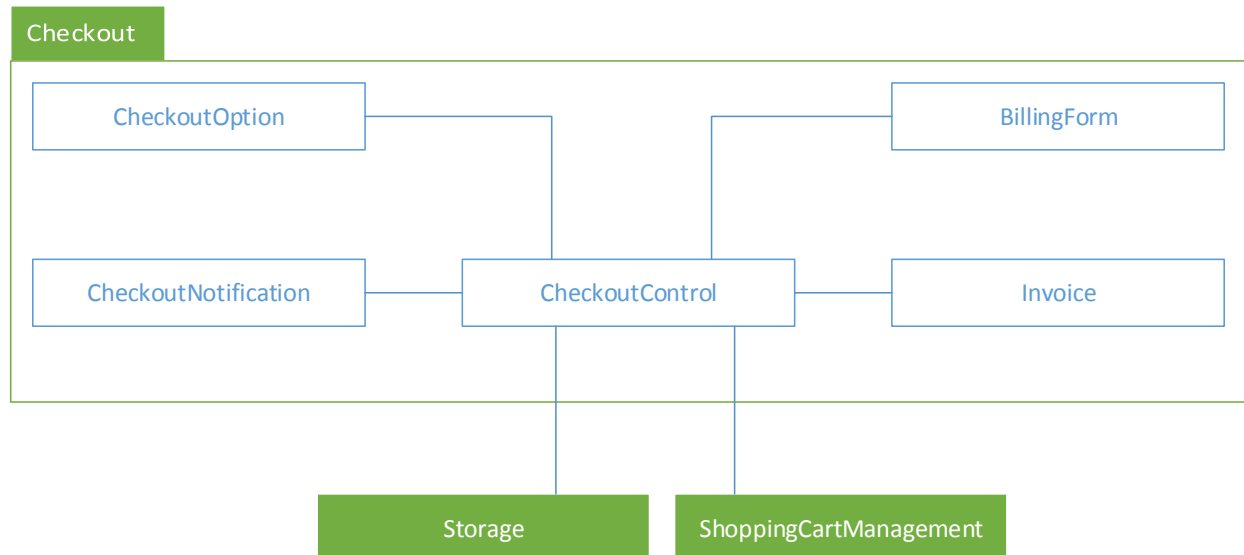 Checkout
CheckoutOption
BillingForm
CheckoutNotification
CheckoutControl
Invoice
Storage
ShoppingCartManagement